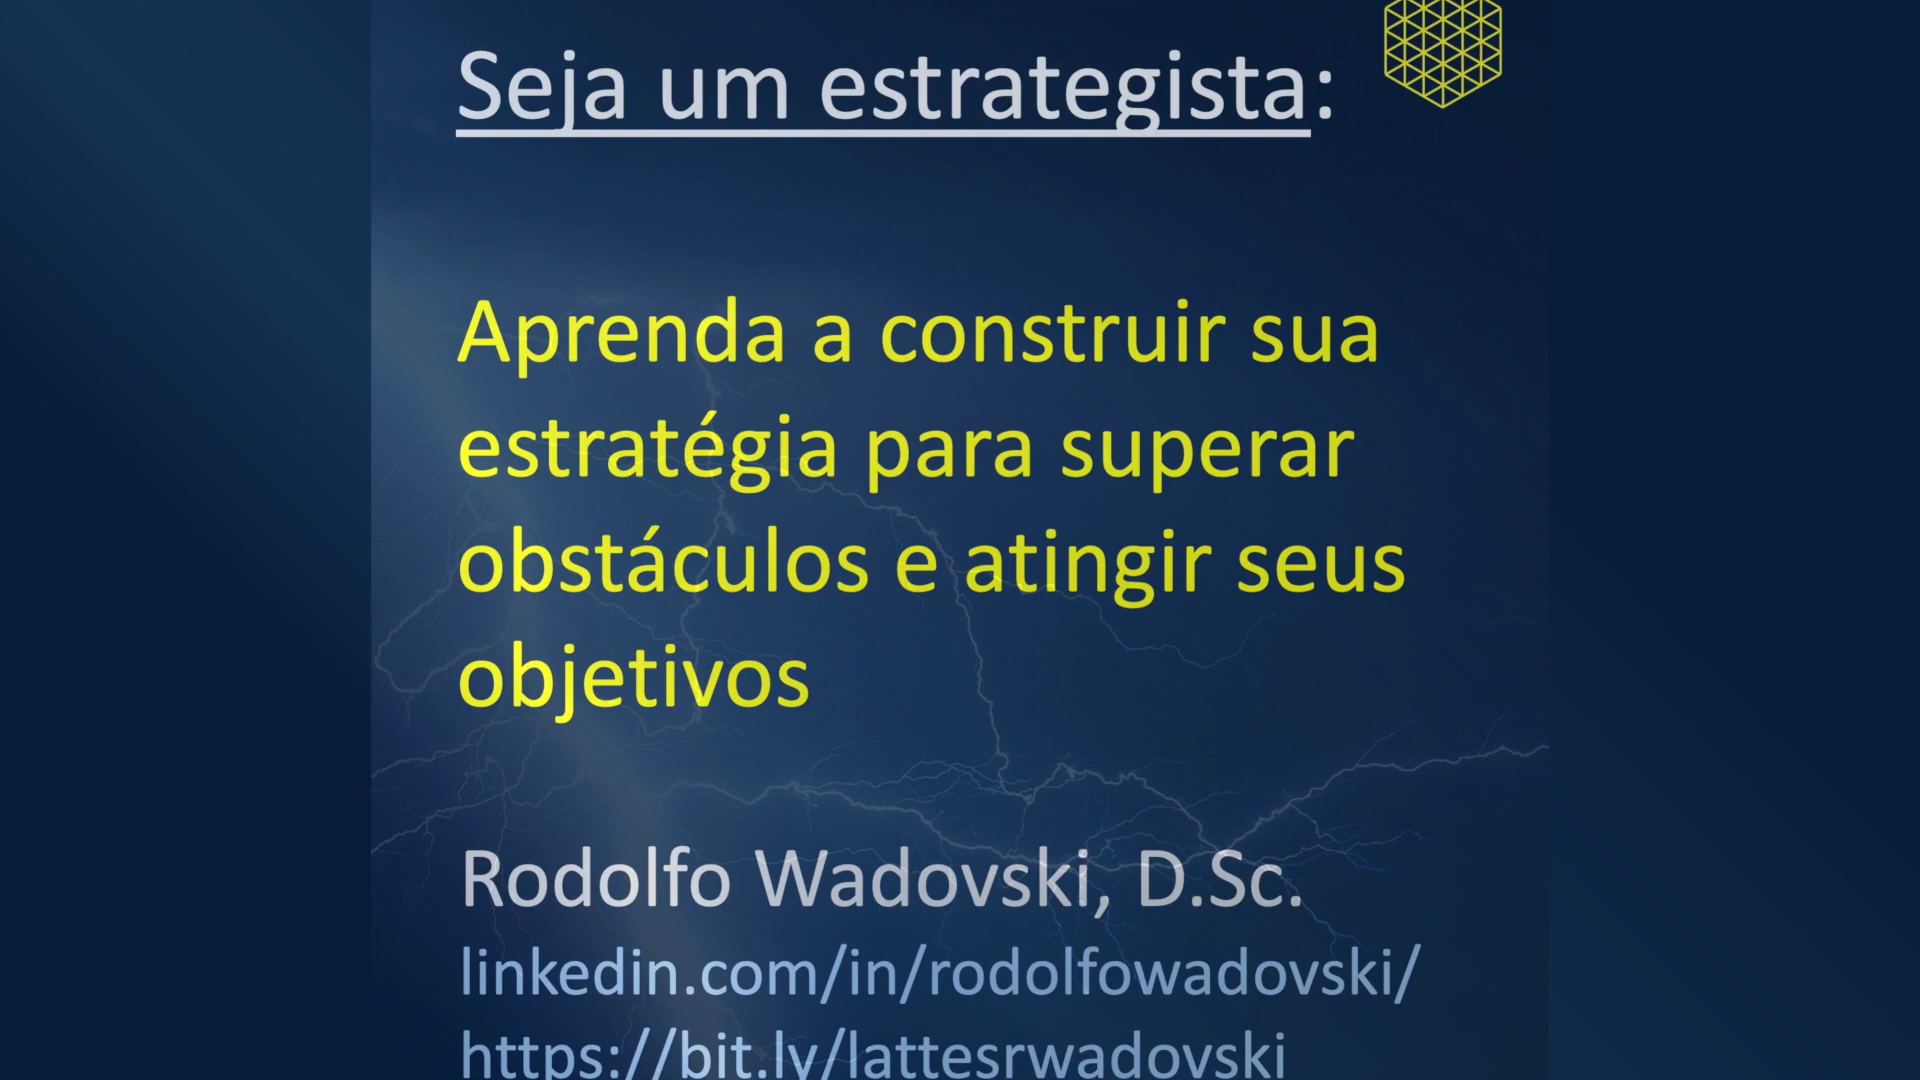 Seja um estrategista:
Aprenda a construir sua
estratégia para superar
obstáculos e atingir seus
objetivos
Rodolfo Wadovski, D.Sc.
linkedin.com/in/rodolfowadovski/
https://bit.ly/lattesrwadovski